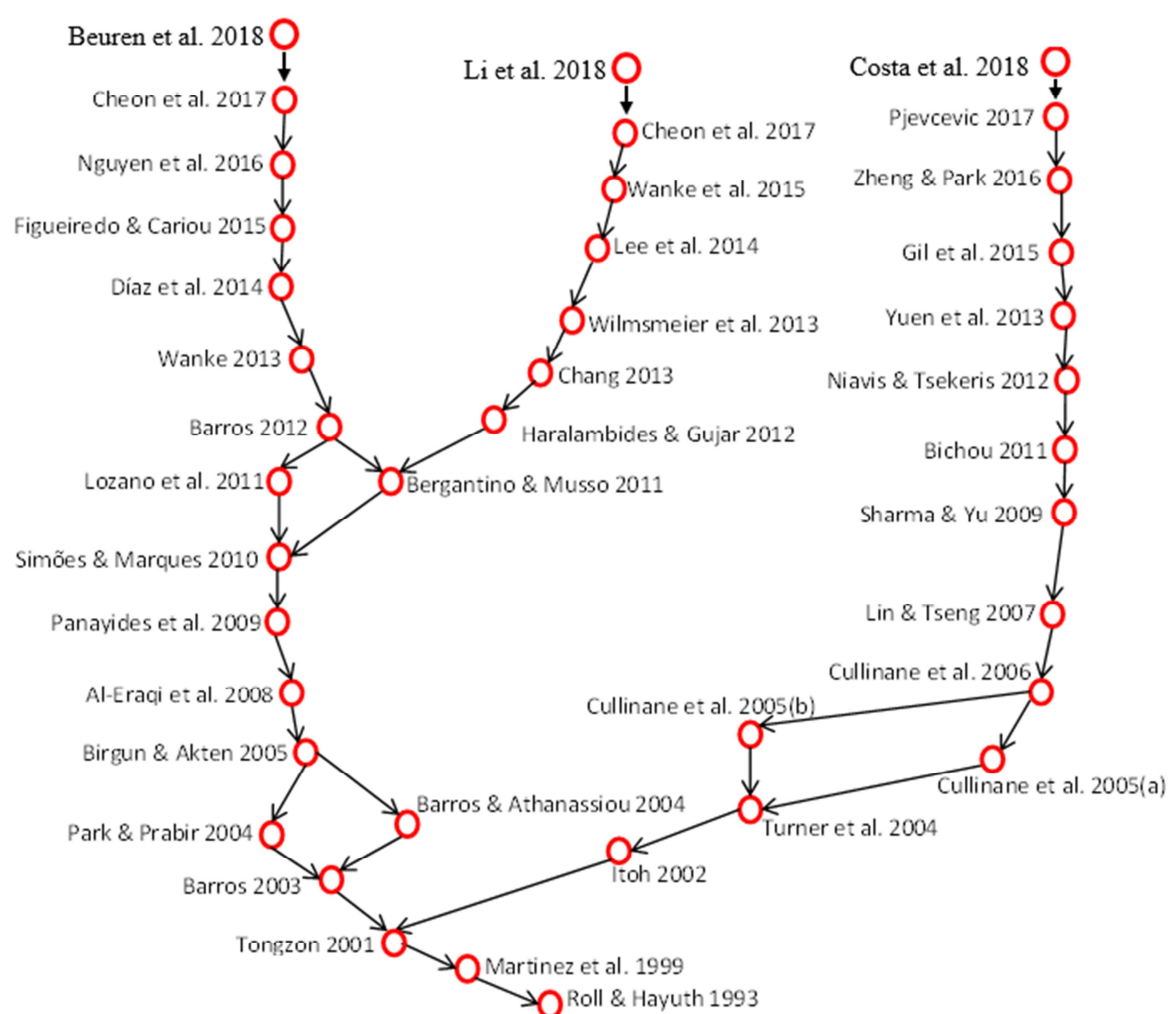 Beuren et al. 2018
Li et al. 2018
Costa et al. 2018
Cheon et al. 2017
Cheon et al. 2017
Pjevcevic 2017
Nguyen et al. 2016
Wanke et al. 2015
Zheng & Park 2016
Figueiredo & Cariou 2015
Lee et al. 2014
Gil et al. 2015
Díaz et al. 2014
Wilmsmeier et al. 2013
Yuen et al. 2013
Wanke 2013
Chang 2013
Niavis & Tsekeris 2012
Barros 2012
Haralambides & Gujar 2012
Bichou 2011
Lozano et al. 2011
Bergantino & Musso 2011
Sharma & Yu 2009
Simões & Marques 2010
Panayides et al. 2009
Lin & Tseng 2007
Al-Eraqi et al. 2008
Cullinane et al. 2006
Cullinane et al. 2005(b)
Birgun & Akten 2005
Cullinane et al. 2005(a)
Barros & Athanassiou 2004
Park & Prabir 2004
Turner et al. 2004
Itoh 2002
Barros 2003
Tongzon 2001
Martinez et al. 1999
Roll & Hayuth 1993